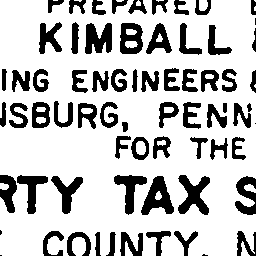 PREPARED
KIMBALL &
ING ENGINEERS &
NSBURG, PENN
FOR THE
RTY TAX S
COUNTY, N